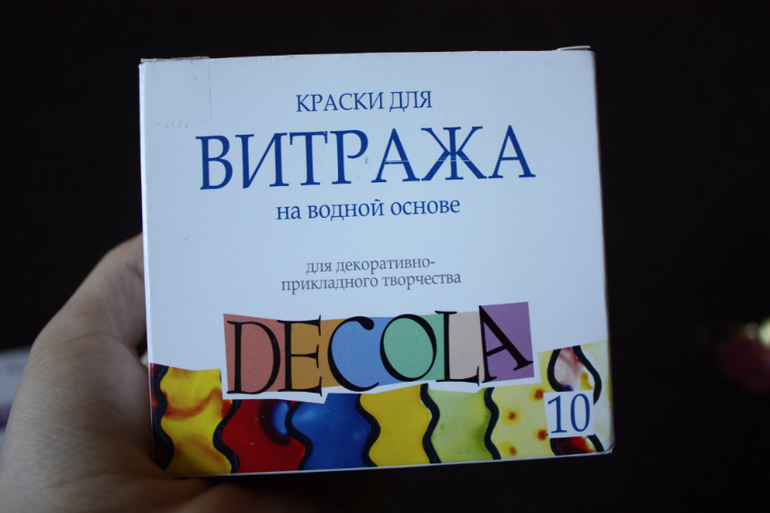 КРАСКИ ДЛЯ
ВИТРАЖА
на водной основе
для декоративно-
прикладного творчества
DECOLA
10